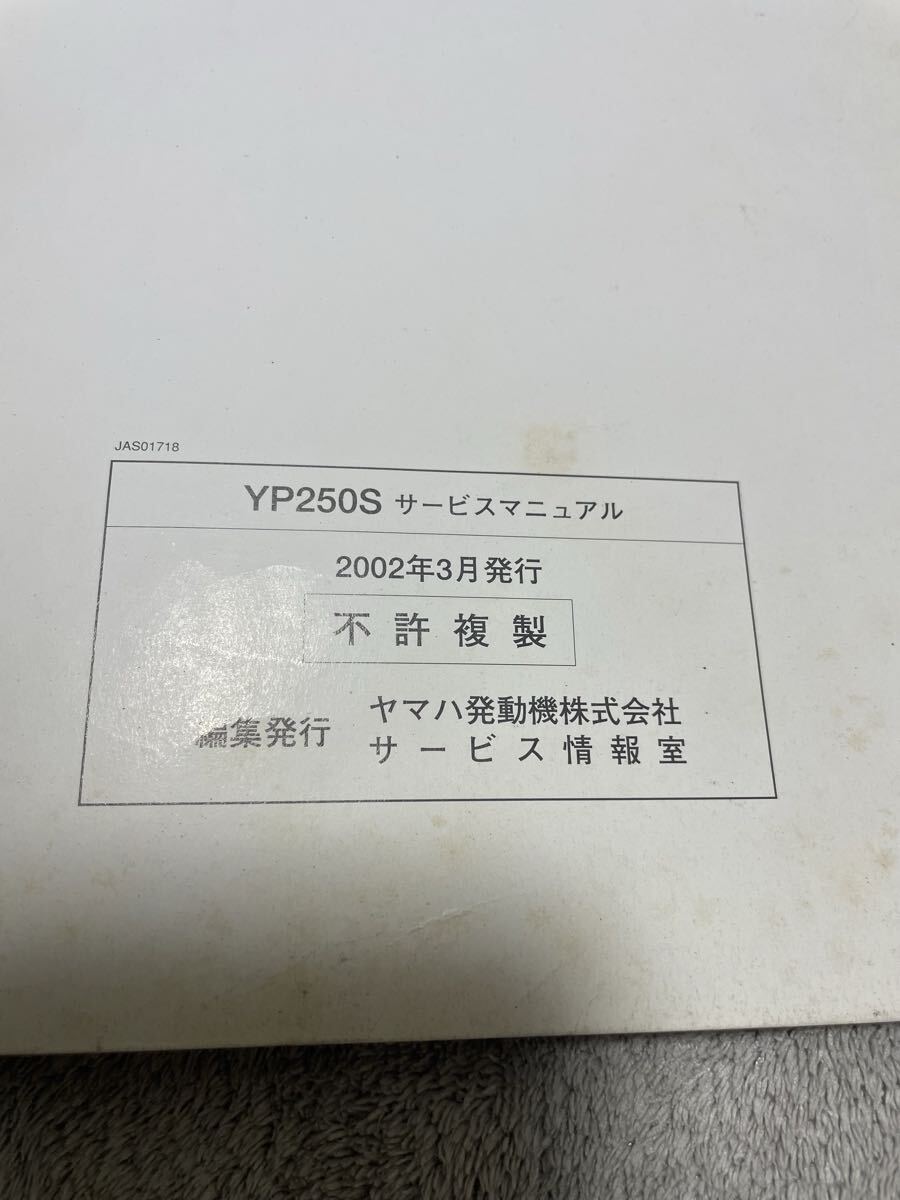 JAS01718
YP250S サービスマニュアル
2002年3月発行
不許複製
編集発行 ヤマハ発動機株式会社
サービス情報室